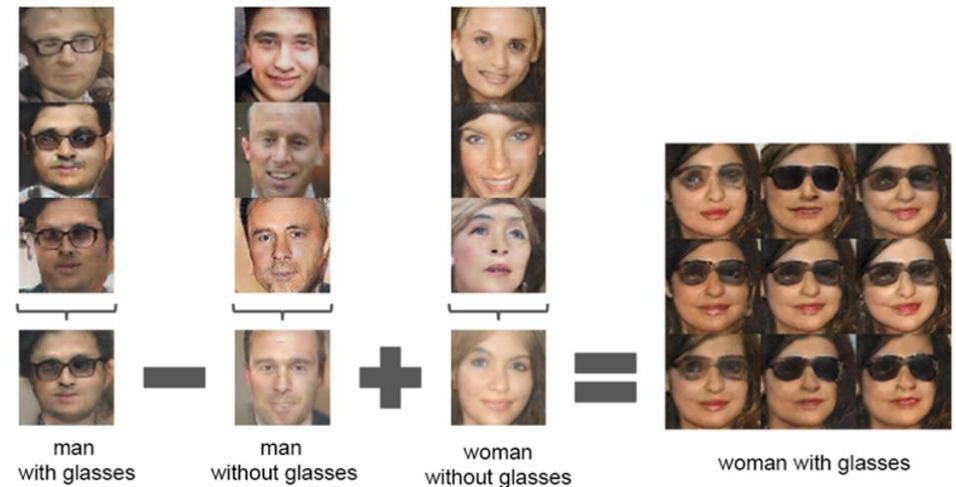 man
with glasses
man
without glasses
woman
without glasses
woman with glasses